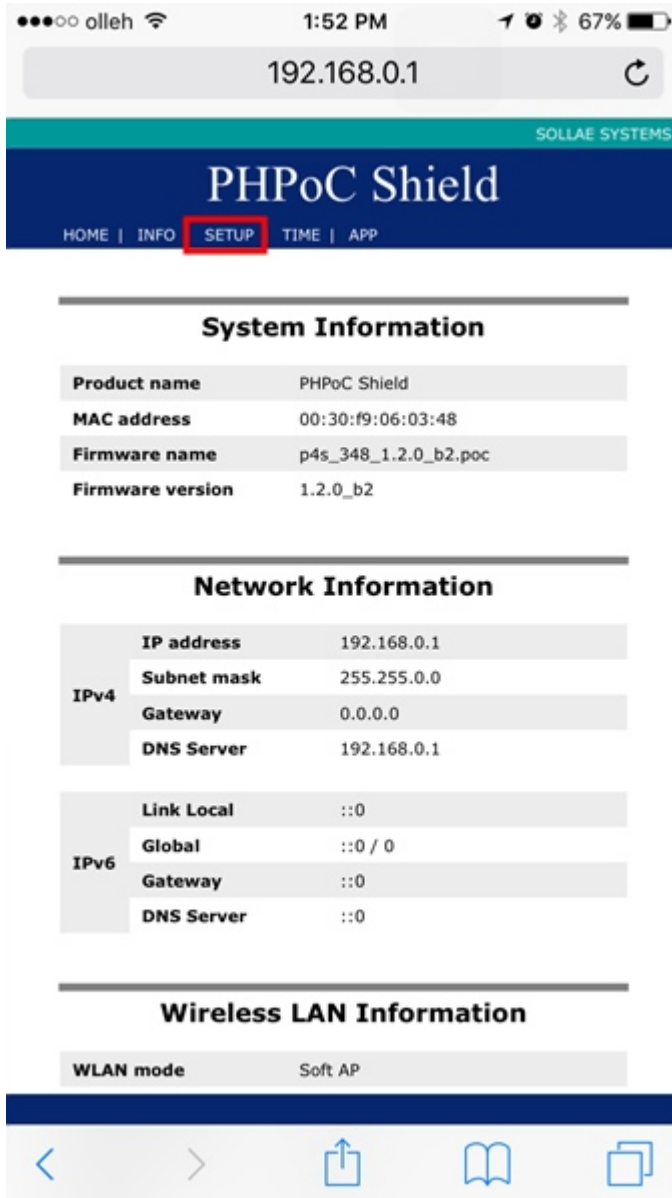 olleh 1:52 PM 67%
192.168.0.1
SOLLAE SYSTEMS
PHPoC Shield
HOME | INFO SETUP TIME | APP
System Information
Product name PHPoC Shield
MAC address 00:30:f9:06:03:48
Firmware name p4s_348_1.2.0_b2.poc
Firmware version 1.2.0_b2
Network Information
IPv4
IP address 192.168.0.1
Subnet mask 255.255.0.0
Gateway 0.0.0.0
DNS Server 192.168.0.1
IPv6
Link Local ::0
Global ::0 / 0
Gateway ::0
DNS Server ::0
Wireless LAN Information
WLAN mode Soft AP